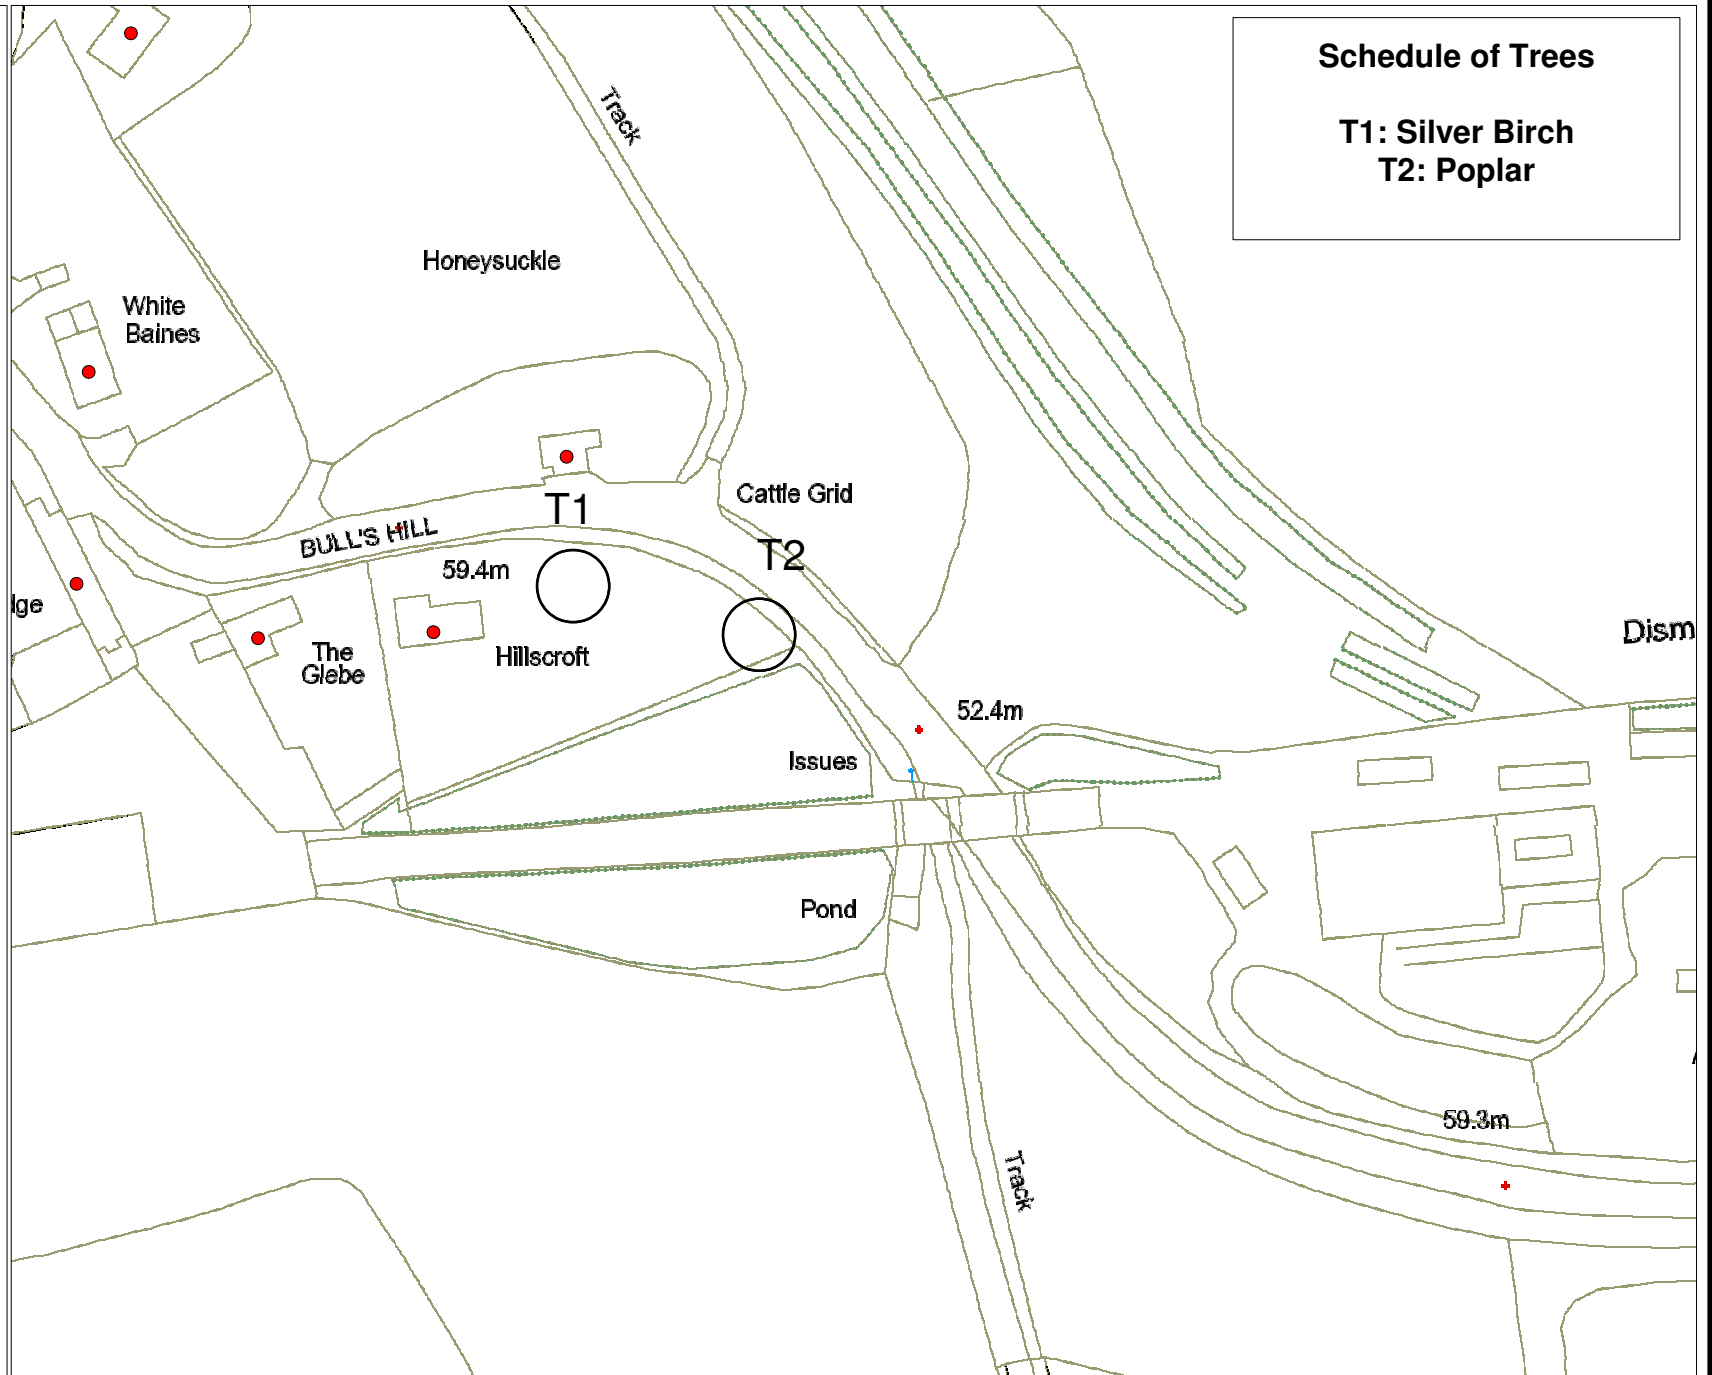 Schedule of Trees
T1: Silver Birch
T2: Poplar
Track
Honeysuckle
White
Baines
Cattle Grid
T1
BULL'S HILL
T2
59.4m
lge
The
Glebe
Hillscroft
Dism
52.4m
Issues
Pond
59.3m
Track